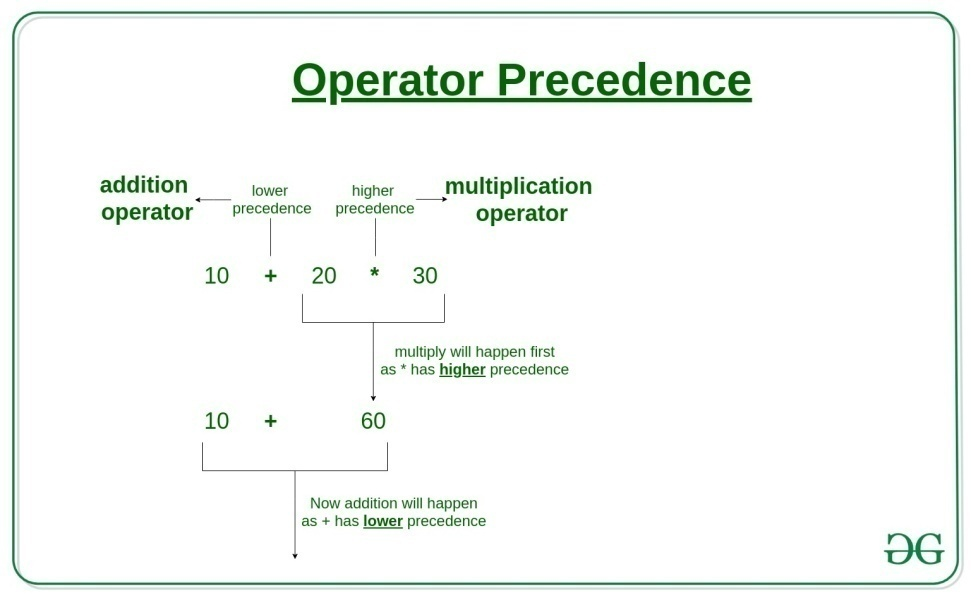 Operator Precedence
addition
operator
lower
precedence
higher
precedence
multiplication
operator
10 + 20 * 30
multiply will happen first
as * has higher precedence
10 + 60
Now addition will happen
as + has lower precedence
GG